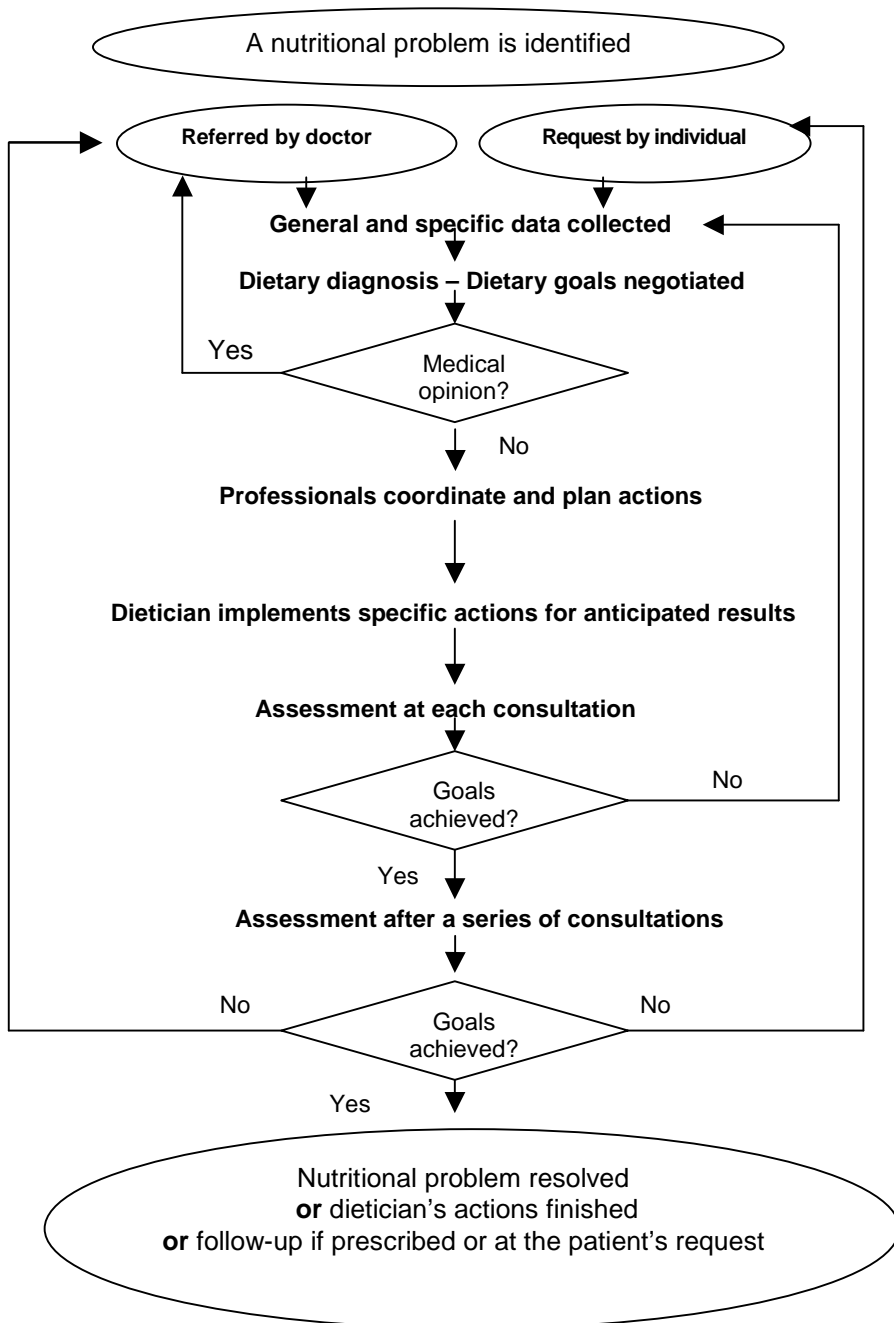 A nutritional problem is identified
Referred by doctor
Request by individual
General and specific data collected
Dietary diagnosis – Dietary goals negotiated
Yes
Medical
opinion?
No
Professionals coordinate and plan actions
Dietician implements specific actions for anticipated results
Assessment at each consultation
No
Goals
achieved?
Yes
Assessment after a series of consultations
No
No
Goals
achieved?
Yes
Nutritional problem resolved
or dietician’s actions finished
or follow-up if prescribed or at the patient’s request